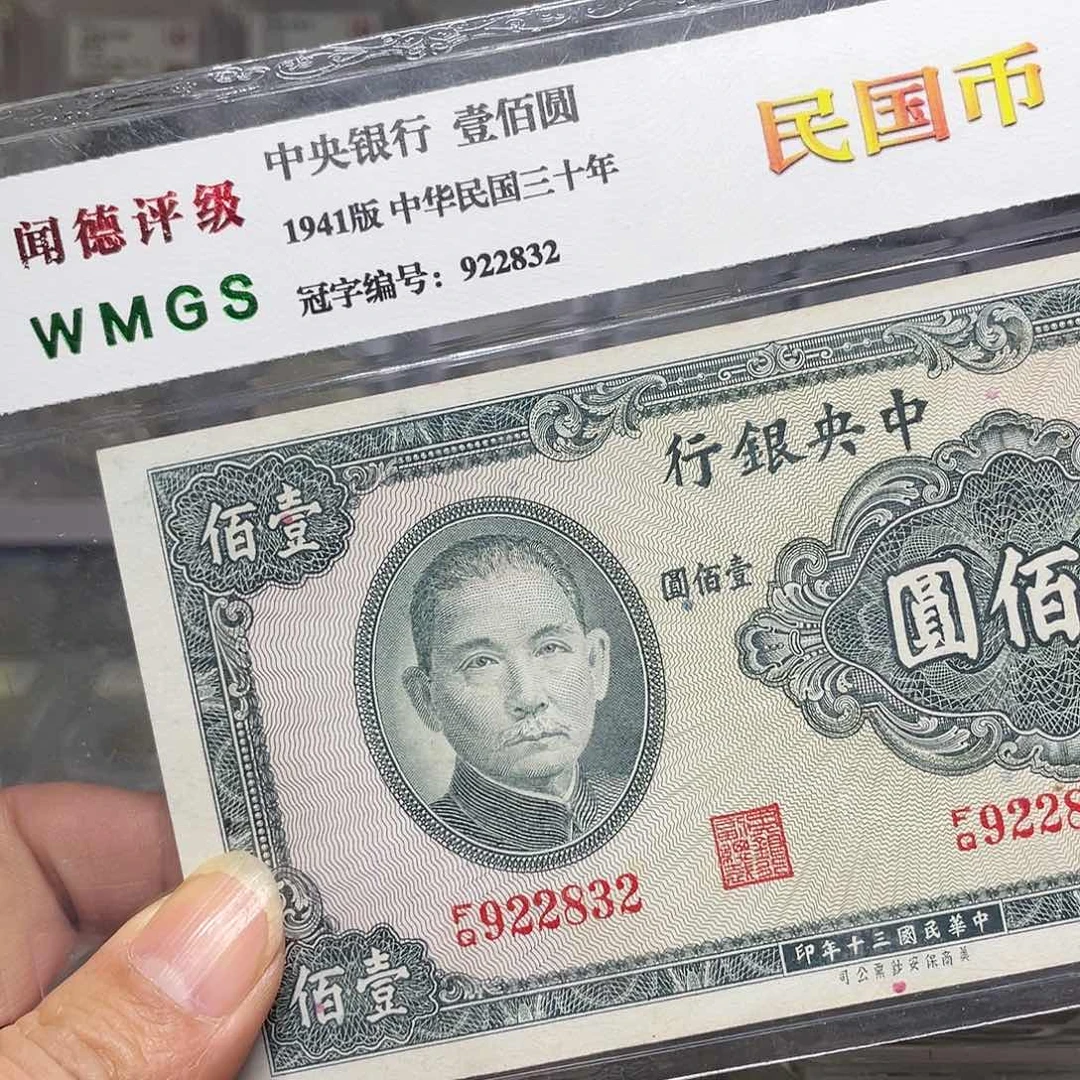 中央银行 壹佰圆
1941版 中华民国三十年
冠字编号：922832
闻德评级
WMGS
民国币
中央銀行
壹佰
壹佰圓
佰圓
F/Q 9228
F/Q 922832
中華民國三十年印
美商保安鈔票公司
壹佰